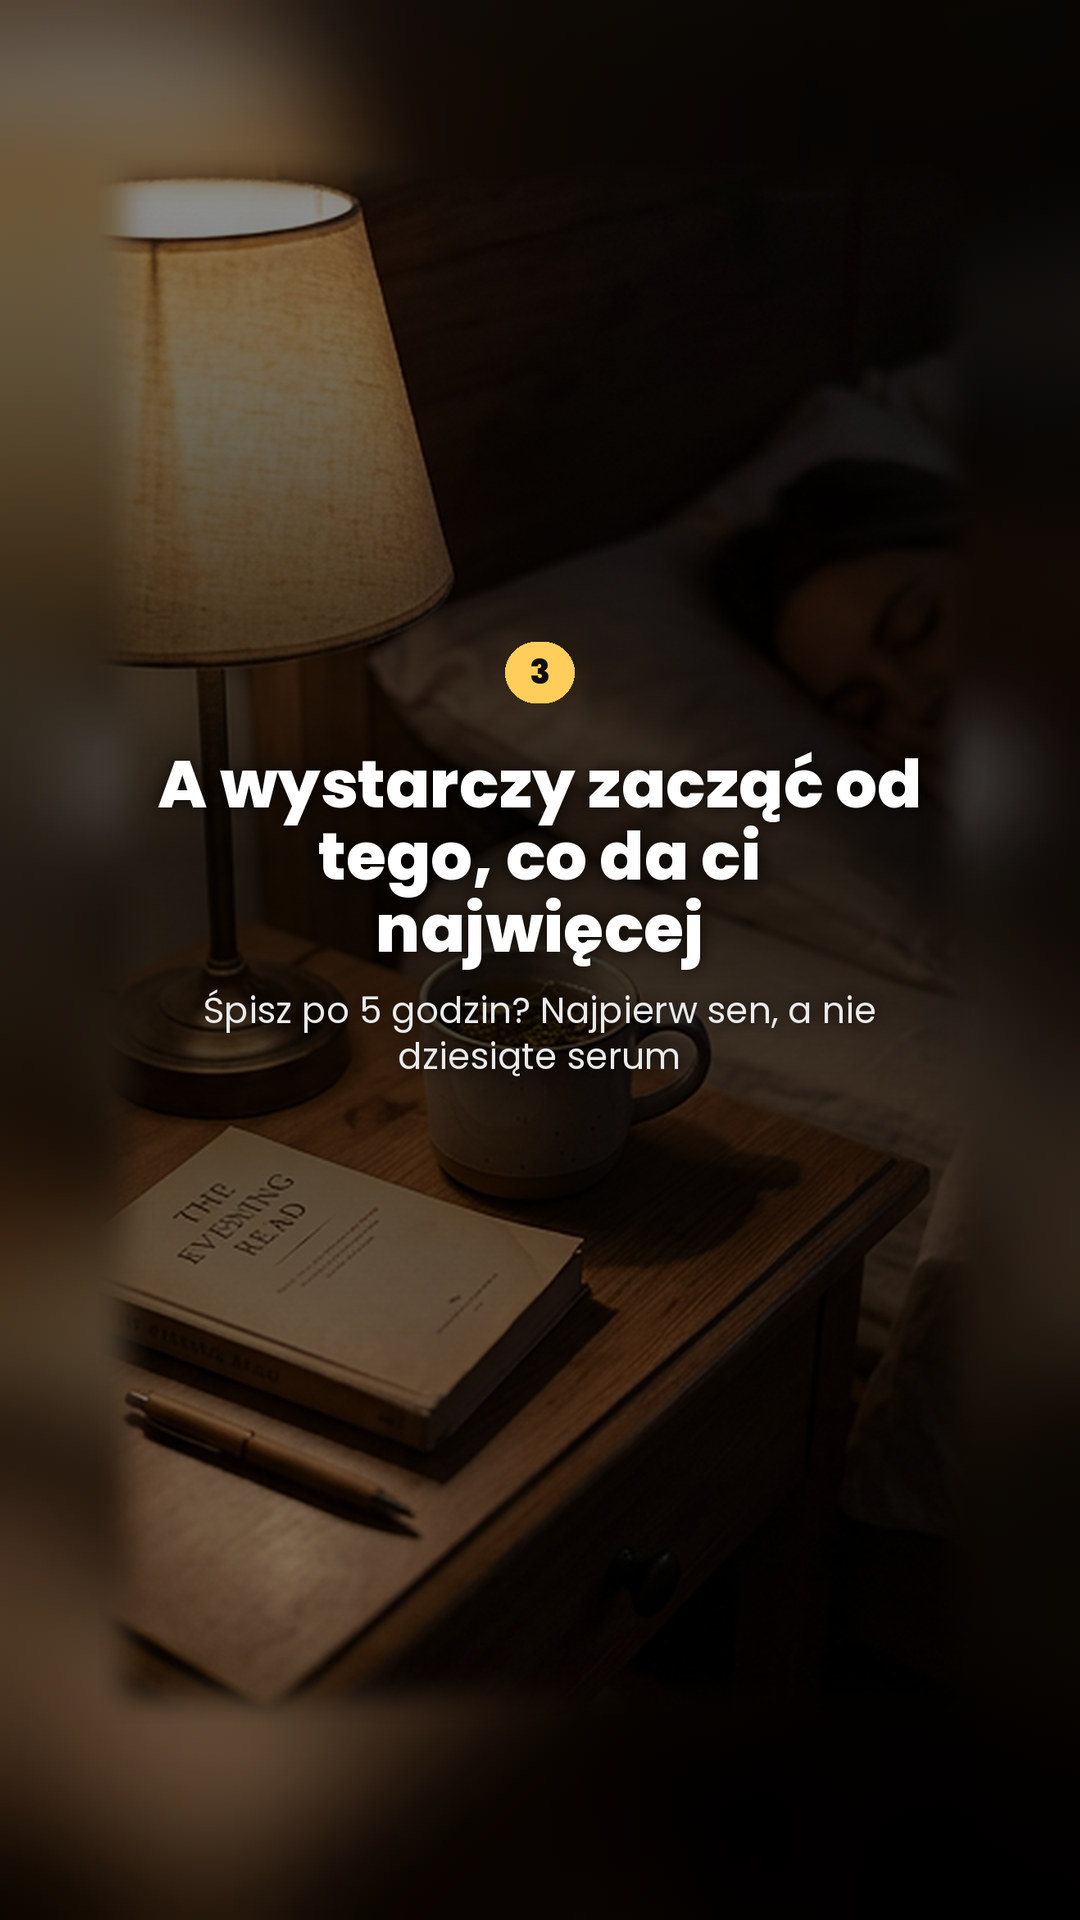 3
A wystarczy zacząć od
tego, co da ci
najwięcej
Śpisz po 5 godzin? Najpierw sen, a nie
dziesiąte serum
THE
EVENING
READ